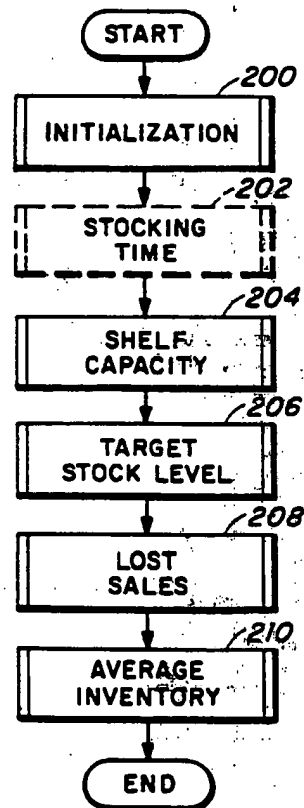 START
200
INITIALIZATION
202
STOCKING
TIME
204
SHELF
CAPACITY
206
TARGET
STOCK LEVEL
208
LOST
SALES
210
AVERAGE
INVENTORY
END